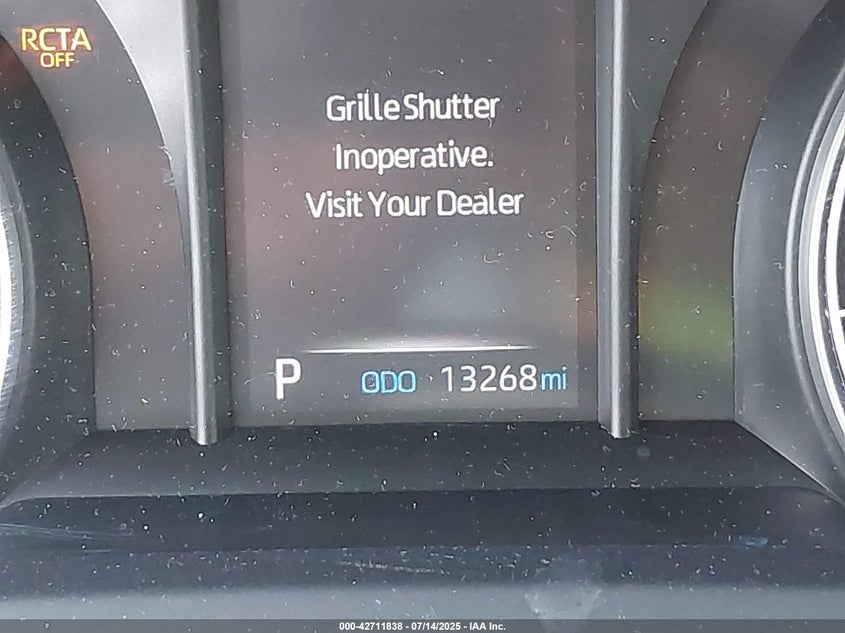 RCTA
OFF
Grille Shutter
Inoperative.
Visit Your Dealer
P ODO 13268 mi
000-42711838 - 07/14/2025 - IAA Inc.